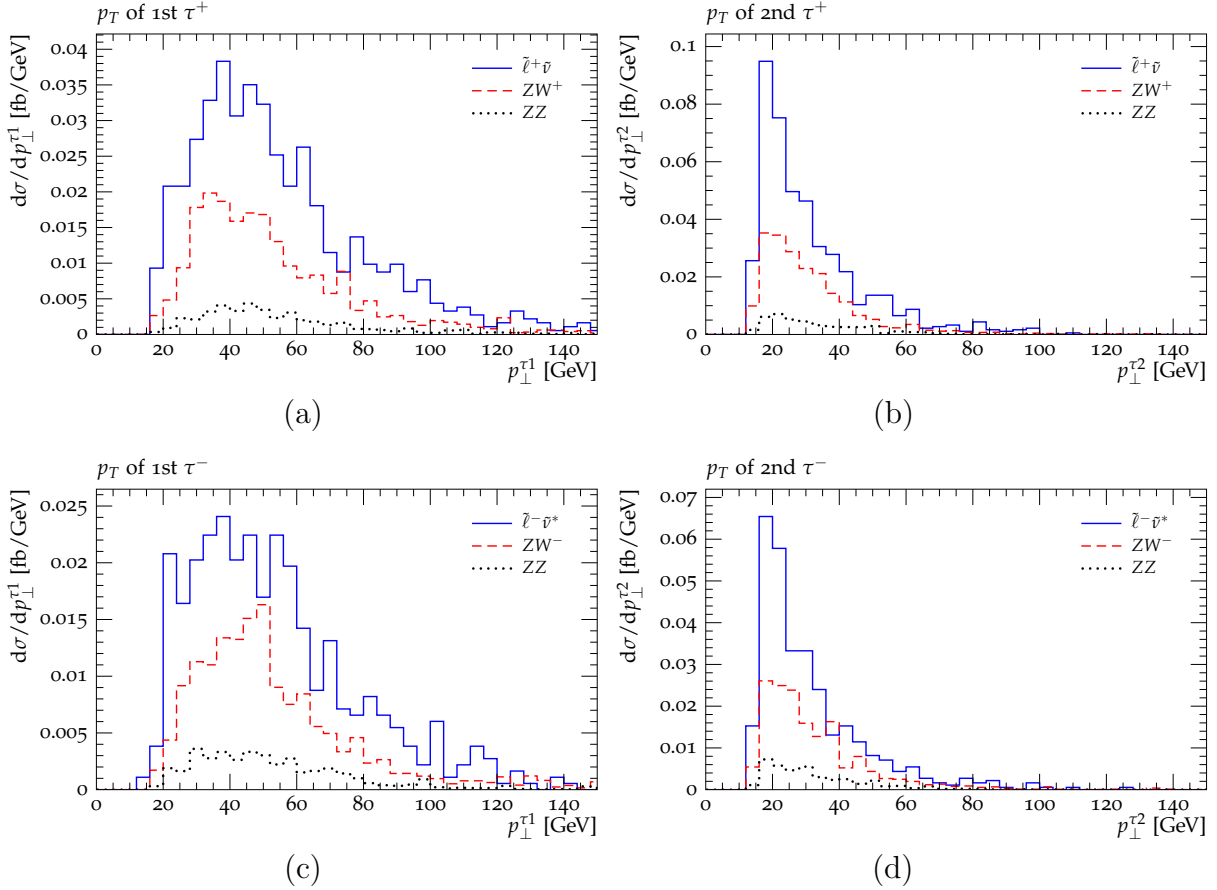 p_T of 1st τ⁺
dσ/dp_⊥^{τ1} [fb/GeV]
0.04
0.035
0.03
0.025
0.02
0.015
0.01
0.005
0
ℓ̃⁺ν̃
ZW⁺
ZZ
0 20 40 60 80 100 120 140
p_⊥^{τ1} [GeV]
(a)
p_T of 2nd τ⁺
dσ/dp_⊥^{τ2} [fb/GeV]
0.1
0.08
0.06
0.04
0.02
0
ℓ̃⁺ν̃
ZW⁺
ZZ
0 20 40 60 80 100 120 140
p_⊥^{τ2} [GeV]
(b)
p_T of 1st τ⁻
dσ/dp_⊥^{τ1} [fb/GeV]
0.025
0.02
0.015
0.01
0.005
0
ℓ̃⁻ν̃*
ZW⁻
ZZ
0 20 40 60 80 100 120 140
p_⊥^{τ1} [GeV]
(c)
p_T of 2nd τ⁻
dσ/dp_⊥^{τ2} [fb/GeV]
0.07
0.06
0.05
0.04
0.03
0.02
0.01
0
ℓ̃⁻ν̃*
ZW⁻
ZZ
0 20 40 60 80 100 120 140
p_⊥^{τ2} [GeV]
(d)